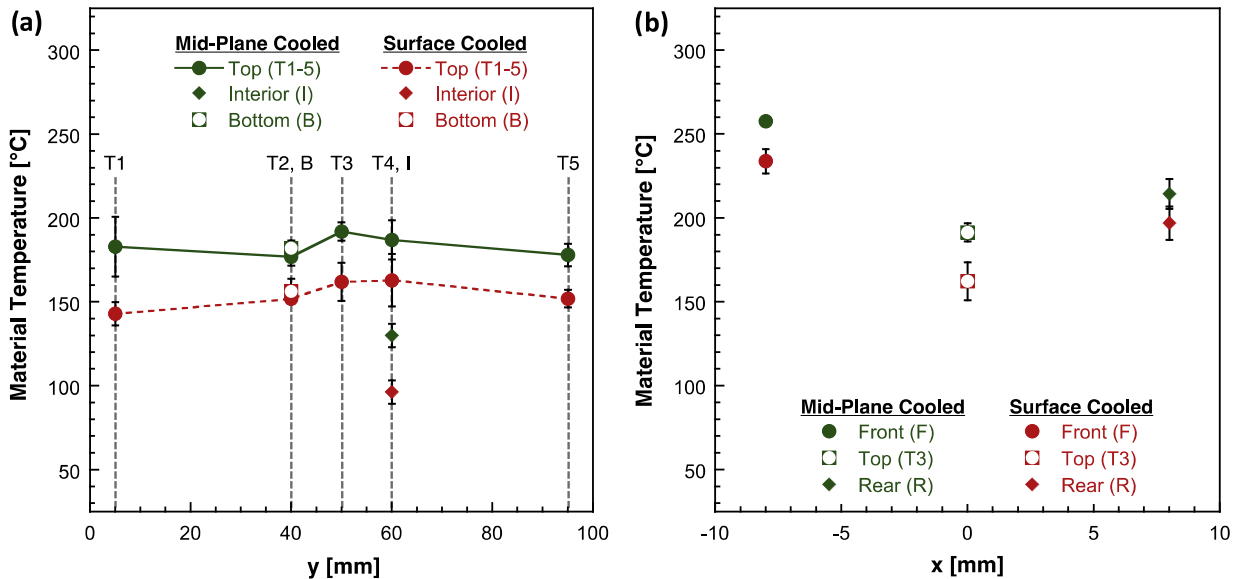 (a)
Material Temperature [°C]
300
250
200
150
100
50
Mid-Plane Cooled Surface Cooled
Top (T1-5) Top (T1-5)
Interior (I) Interior (I)
Bottom (B) Bottom (B)
T1 T2, B T3 T4, I T5
0 20 40 60 80 100
y [mm]
(b)
Material Temperature [°C]
300
250
200
150
100
50
Mid-Plane Cooled Surface Cooled
Front (F) Front (F)
Top (T3) Top (T3)
Rear (R) Rear (R)
-10 -5 0 5 10
x [mm]